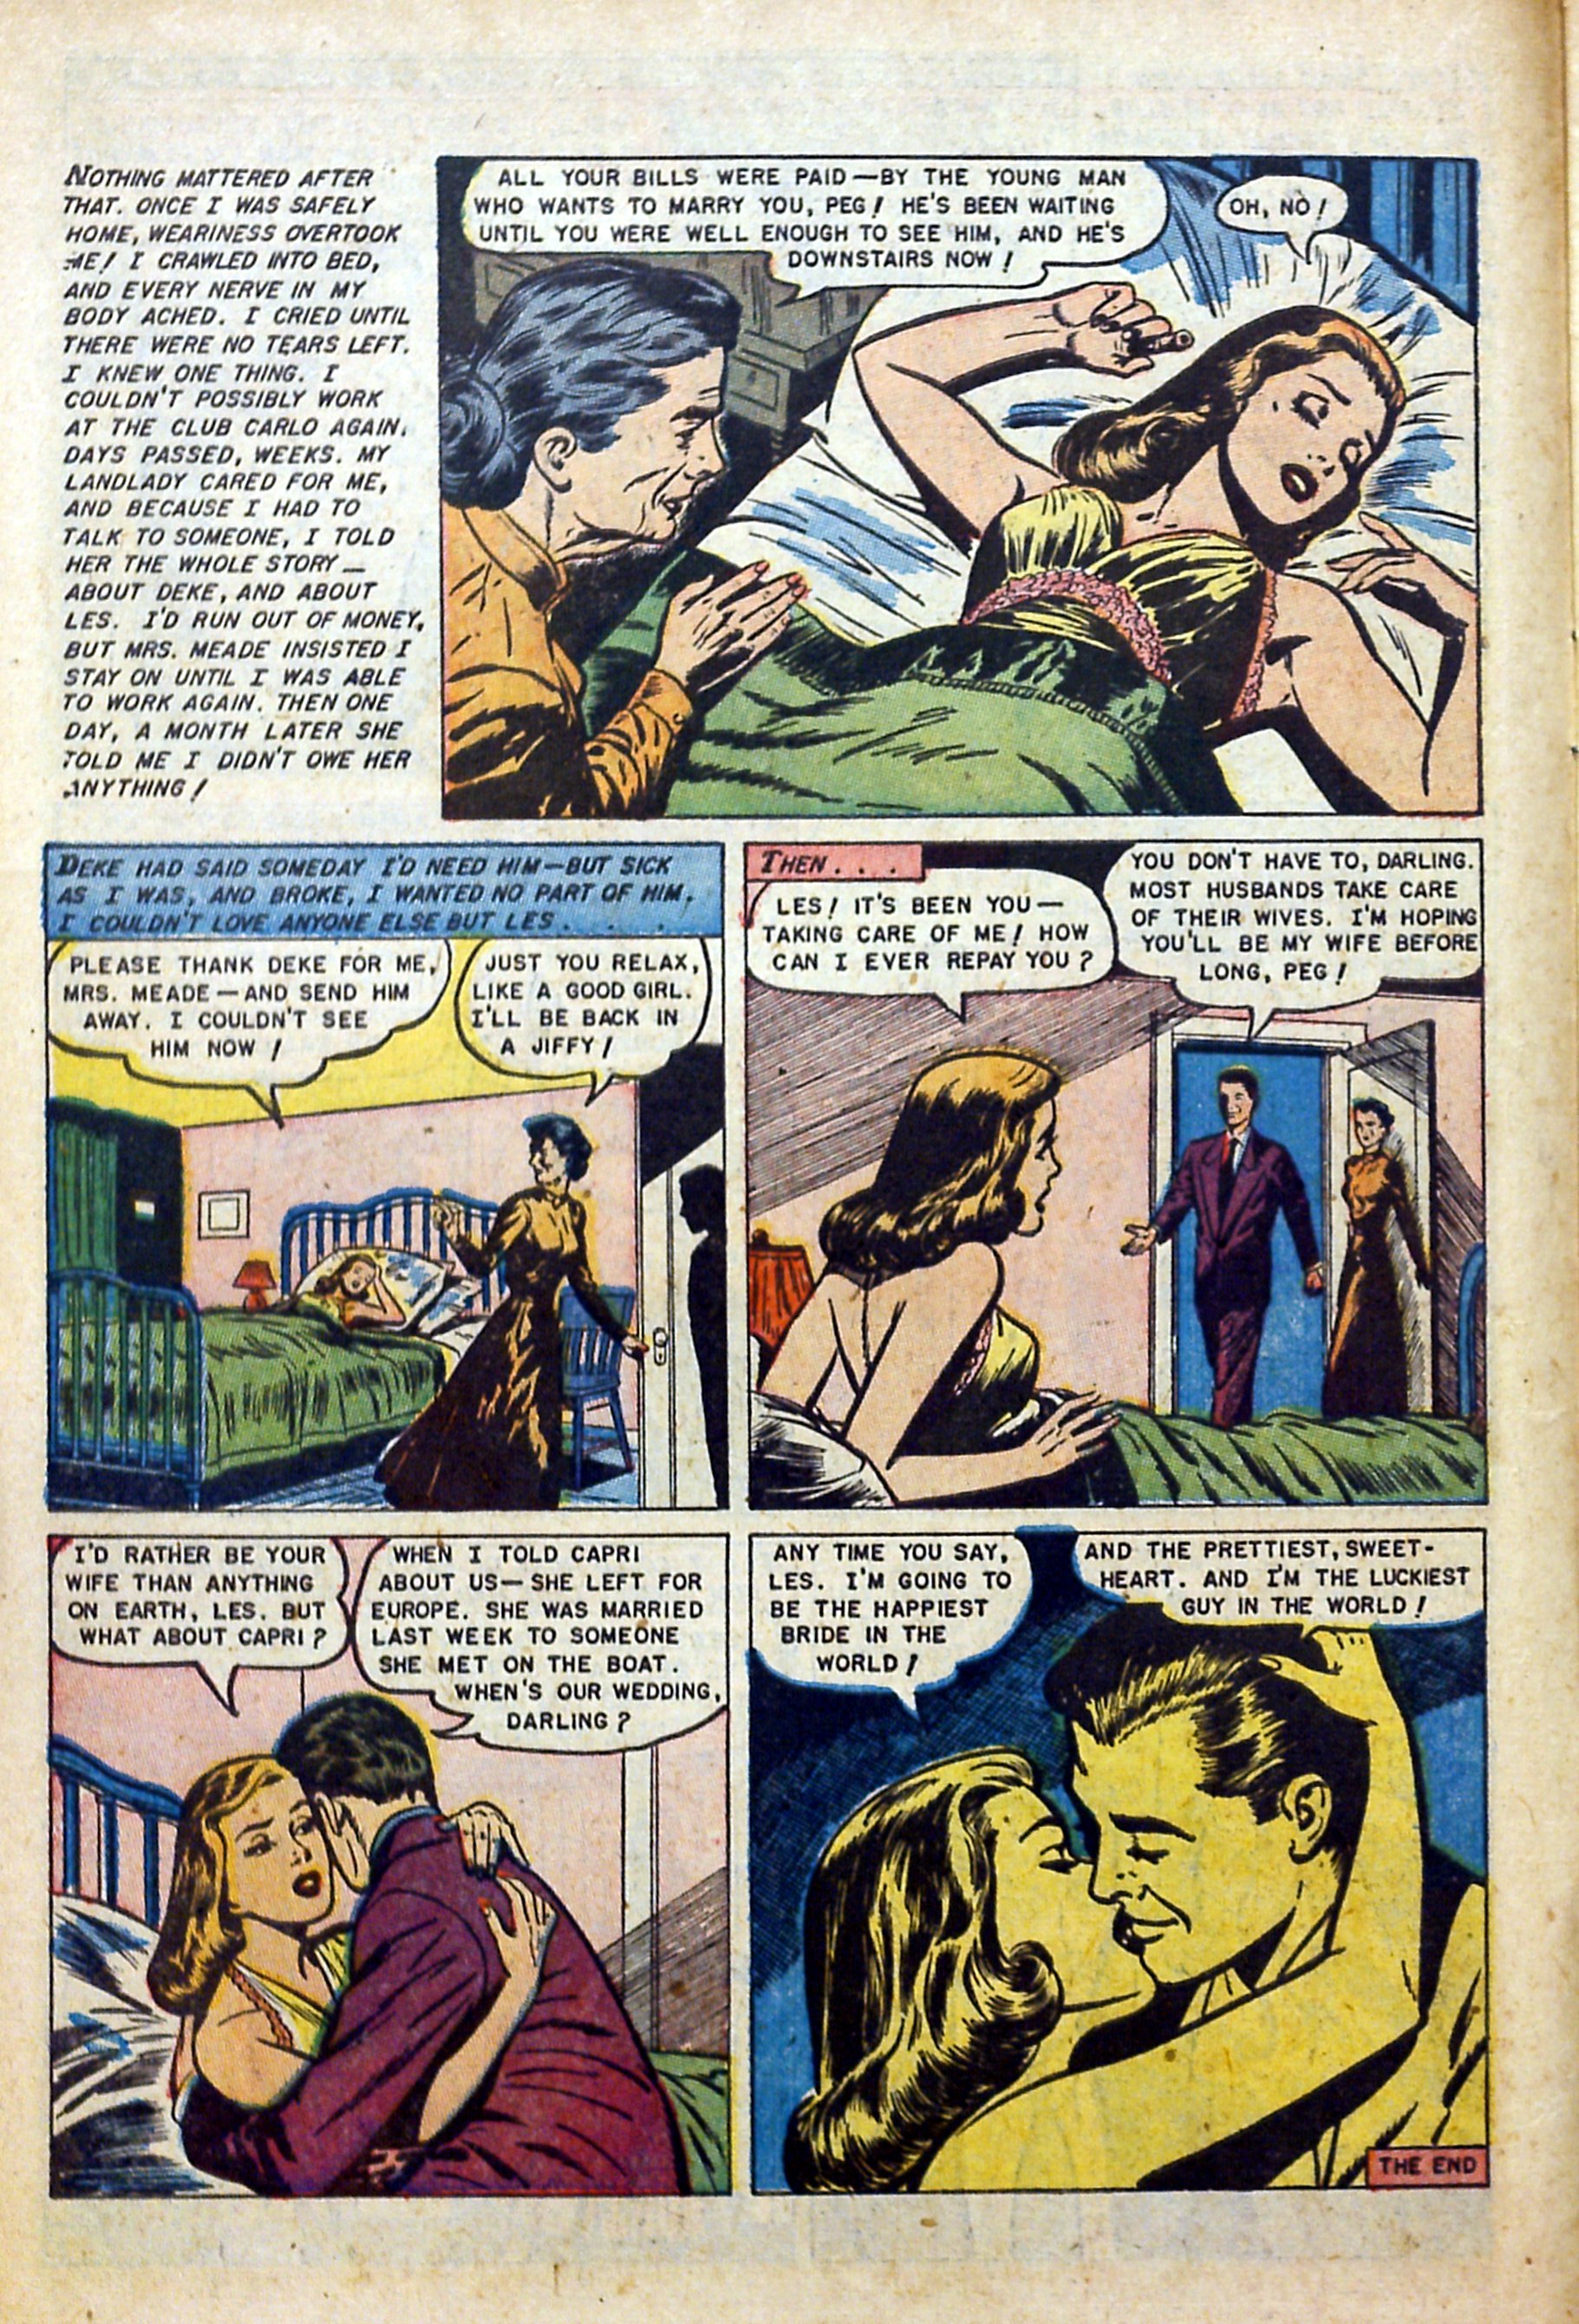 NOTHING MATTERED AFTER
THAT. ONCE I WAS SAFELY
HOME, WEARINESS OVERTOOK
ME! I CRAWLED INTO BED,
AND EVERY NERVE IN MY
BODY ACHED. I CRIED UNTIL
THERE WERE NO TEARS LEFT.
I KNEW ONE THING. I
COULDN'T POSSIBLY WORK
AT THE CLUB CARLO AGAIN.
DAYS PASSED, WEEKS. MY
LANDLADY CARED FOR ME,
AND BECAUSE I HAD TO
TALK TO SOMEONE, I TOLD
HER THE WHOLE STORY —
ABOUT DEKE, AND ABOUT
LES. I'D RUN OUT OF MONEY,
BUT MRS. MEADE INSISTED I
STAY ON UNTIL I WAS ABLE
TO WORK AGAIN. THEN ONE
DAY, A MONTH LATER SHE
TOLD ME I DIDN'T OWE HER
ANYTHING!
ALL YOUR BILLS WERE PAID—BY THE YOUNG MAN
WHO WANTS TO MARRY YOU, PEG! HE'S BEEN WAITING
UNTIL YOU WERE WELL ENOUGH TO SEE HIM, AND HE'S
DOWNSTAIRS NOW!
OH, NO!
DEKE HAD SAID SOMEDAY I'D NEED HIM—BUT SICK
AS I WAS, AND BROKE, I WANTED NO PART OF HIM.
I COULDN'T LOVE ANYONE ELSE BUT LES . . . .
PLEASE THANK DEKE FOR ME,
MRS. MEADE—AND SEND HIM
AWAY. I COULDN'T SEE
HIM NOW!
JUST YOU RELAX,
LIKE A GOOD GIRL.
I'LL BE BACK IN
A JIFFY!
THEN. . . .
LES! IT'S BEEN YOU—
TAKING CARE OF ME! HOW
CAN I EVER REPAY YOU?
YOU DON'T HAVE TO, DARLING.
MOST HUSBANDS TAKE CARE
OF THEIR WIVES. I'M HOPING
YOU'LL BE MY WIFE BEFORE
LONG, PEG!
I'D RATHER BE YOUR
WIFE THAN ANYTHING
ON EARTH, LES. BUT
WHAT ABOUT CAPRI?
WHEN I TOLD CAPRI
ABOUT US—SHE LEFT FOR
EUROPE. SHE WAS MARRIED
LAST WEEK TO SOMEONE
SHE MET ON THE BOAT.
WHEN'S OUR WEDDING,
DARLING?
ANY TIME YOU SAY,
LES. I'M GOING TO
BE THE HAPPIEST
BRIDE IN THE
WORLD!
AND THE PRETTIEST, SWEET-
HEART. AND I'M THE LUCKIEST
GUY IN THE WORLD!
THE END